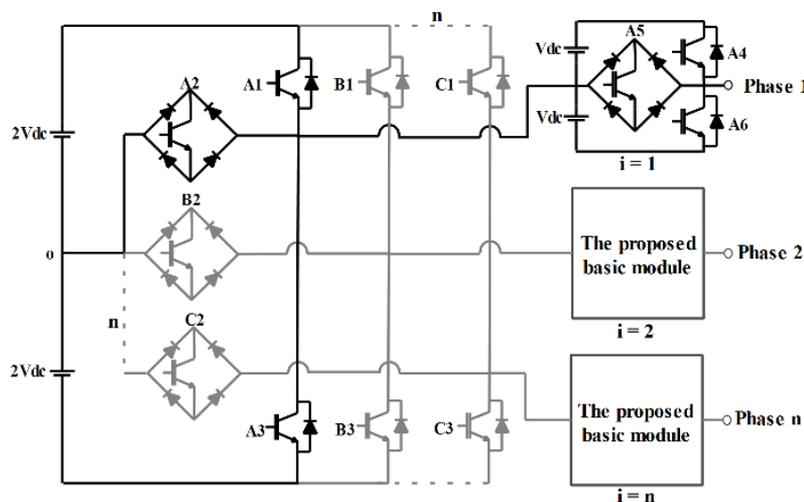 n
A1
B1
C1
A2
2Vdc
Vdc
Vdc
A5
A4
A6
Phase 1
i = 1
B2
o
n
The proposed
basic module
Phase 2
i = 2
C2
2Vdc
A3
B3
C3
The proposed
basic module
Phase n
i = n